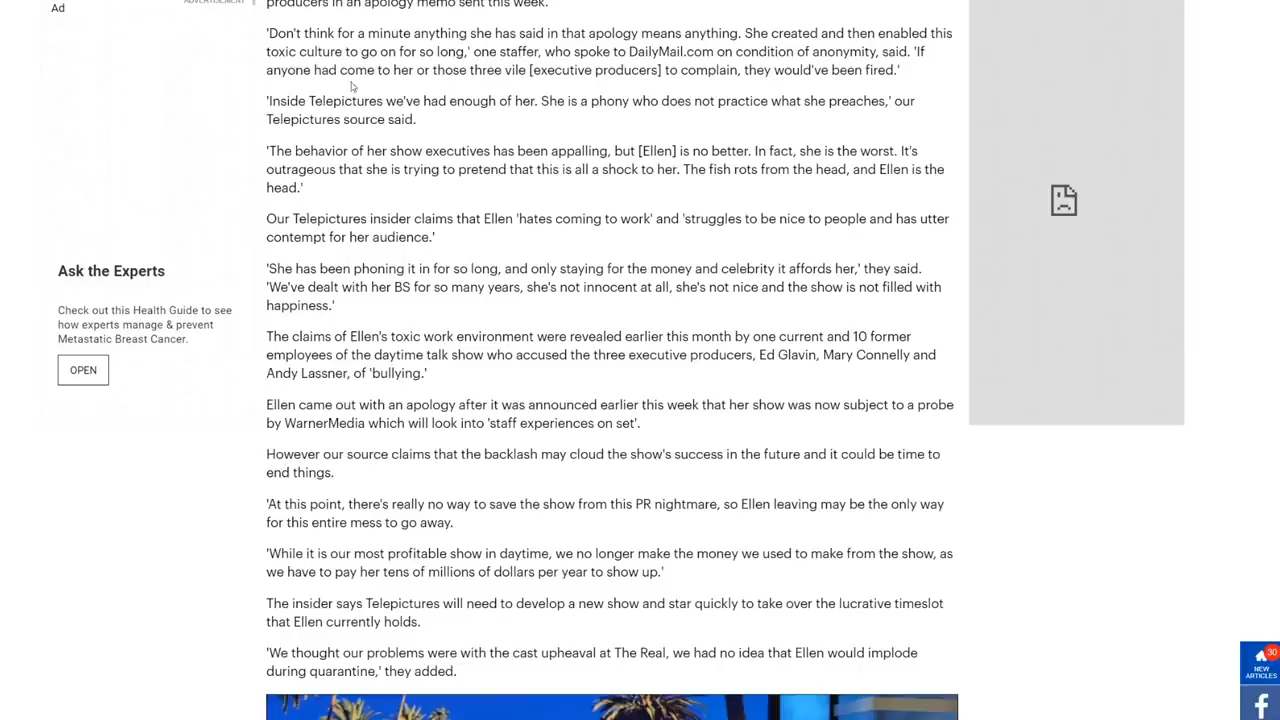 Ad
ADVERTISEMENT
producers in an apology memo sent this week.
'Don't think for a minute anything she has said in that apology means anything. She created and then enabled this
toxic culture to go on for so long,' one staffer, who spoke to DailyMail.com on condition of anonymity, said. 'If
anyone had come to her or those three vile [executive producers] to complain, they would've been fired.'
'Inside Telepictures we've had enough of her. She is a phony who does not practice what she preaches,' our
Telepictures source said.
'The behavior of her show executives has been appalling, but [Ellen] is no better. In fact, she is the worst. It's
outrageous that she is trying to pretend that this is all a shock to her. The fish rots from the head, and Ellen is the
head.'
Our Telepictures insider claims that Ellen 'hates coming to work' and 'struggles to be nice to people and has utter
contempt for her audience.'
'She has been phoning it in for so long, and only staying for the money and celebrity it affords her,' they said.
'We've dealt with her BS for so many years, she's not innocent at all, she's not nice and the show is not filled with
happiness.'
The claims of Ellen's toxic work environment were revealed earlier this month by one current and 10 former
employees of the daytime talk show who accused the three executive producers, Ed Glavin, Mary Connelly and
Andy Lassner, of 'bullying.'
Ellen came out with an apology after it was announced earlier this week that her show was now subject to a probe
by WarnerMedia which will look into 'staff experiences on set'.
However our source claims that the backlash may cloud the show's success in the future and it could be time to
end things.
'At this point, there's really no way to save the show from this PR nightmare, so Ellen leaving may be the only way
for this entire mess to go away.
'While it is our most profitable show in daytime, we no longer make the money we used to make from the show, as
we have to pay her tens of millions of dollars per year to show up.'
The insider says Telepictures will need to develop a new show and star quickly to take over the lucrative timeslot
that Ellen currently holds.
'We thought our problems were with the cast upheaval at The Real, we had no idea that Ellen would implode
during quarantine,' they added.
Ask the Experts
Check out this Health Guide to see
how experts manage & prevent
Metastatic Breast Cancer.
OPEN
30
NEW
ARTICLES